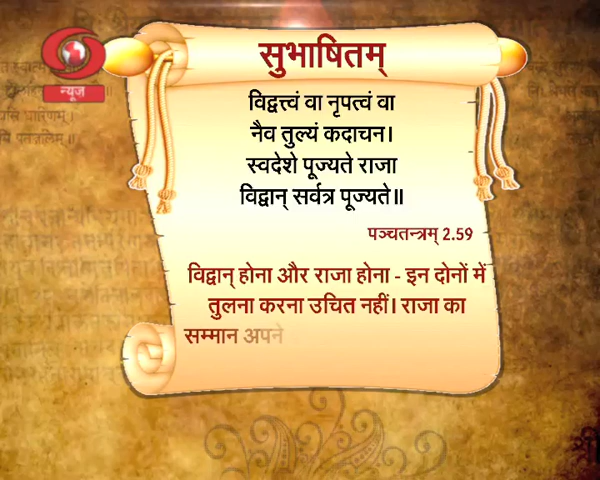 सुभाषितम्
न्यूज़
विद्वत्त्वं वा नृपत्वं वा
नैव तुल्यं कदाचन।
स्वदेशे पूज्यते राजा
विद्वान् सर्वत्र पूज्यते॥
पञ्चतन्त्रम् 2.59
विद्वान् होना और राजा होना - इन दोनों में
तुलना करना उचित नहीं। राजा का
सम्मान अपने